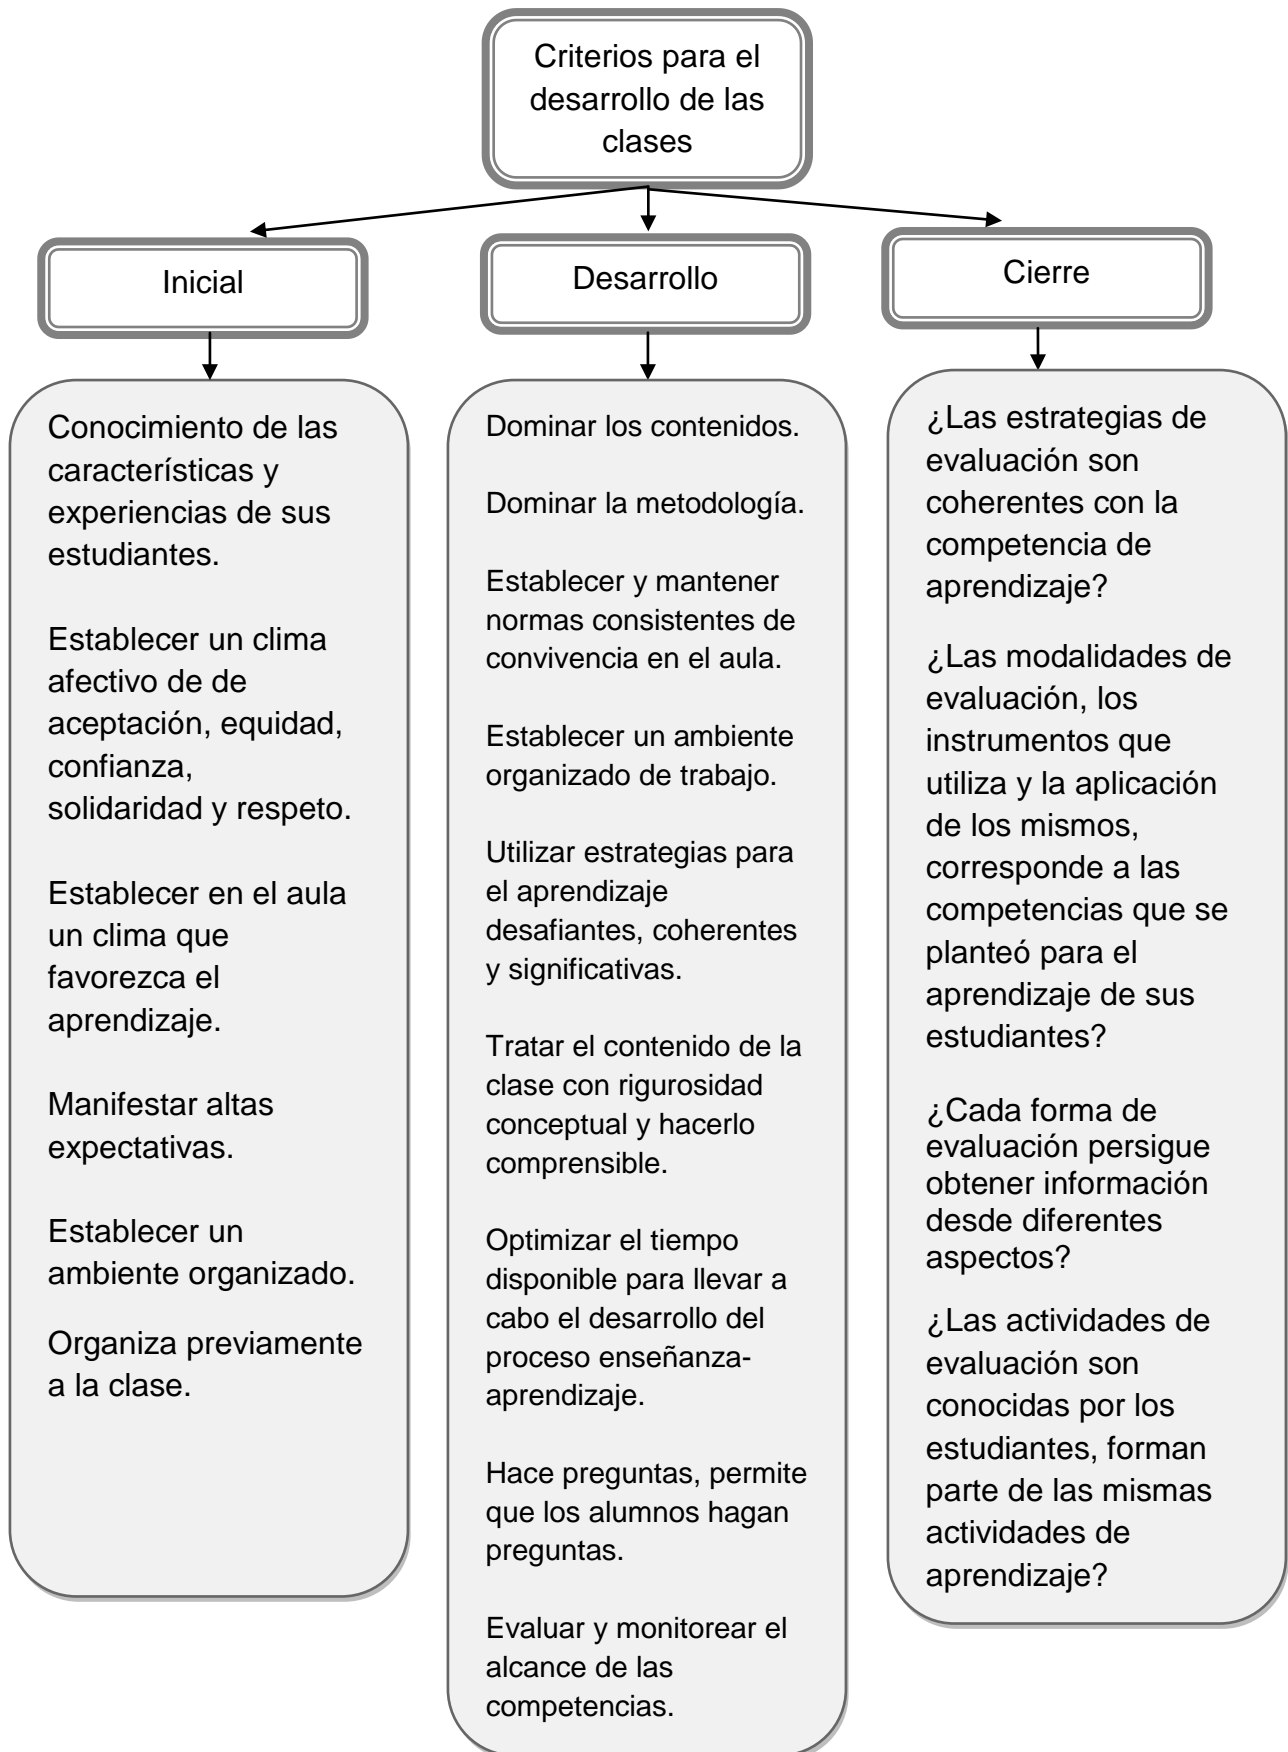 Criterios para el
desarrollo de las
clases
Inicial
Desarrollo
Cierre
Conocimiento de las
características y
experiencias de sus
estudiantes.
Establecer un clima
afectivo de de
aceptación, equidad,
confianza,
solidaridad y respeto.
Establecer en el aula
un clima que
favorezca el
aprendizaje.
Manifestar altas
expectativas.
Establecer un
ambiente organizado.
Organiza previamente
a la clase.
Dominar los contenidos.
Dominar la metodología.
Establecer y mantener
normas consistentes de
convivencia en el aula.
Establecer un ambiente
organizado de trabajo.
Utilizar estrategias para
el aprendizaje
desafiantes, coherentes
y significativas.
Tratar el contenido de la
clase con rigurosidad
conceptual y hacerlo
comprensible.
Optimizar el tiempo
disponible para llevar a
cabo el desarrollo del
proceso enseñanza-
aprendizaje.
Hace preguntas, permite
que los alumnos hagan
preguntas.
Evaluar y monitorear el
alcance de las
competencias.
¿Las estrategias de
evaluación son
coherentes con la
competencia de
aprendizaje?
¿Las modalidades de
evaluación, los
instrumentos que
utiliza y la aplicación
de los mismos,
corresponde a las
competencias que se
planteó para el
aprendizaje de sus
estudiantes?
¿Cada forma de
evaluación persigue
obtener información
desde diferentes
aspectos?
¿Las actividades de
evaluación son
conocidas por los
estudiantes, forman
parte de las mismas
actividades de
aprendizaje?